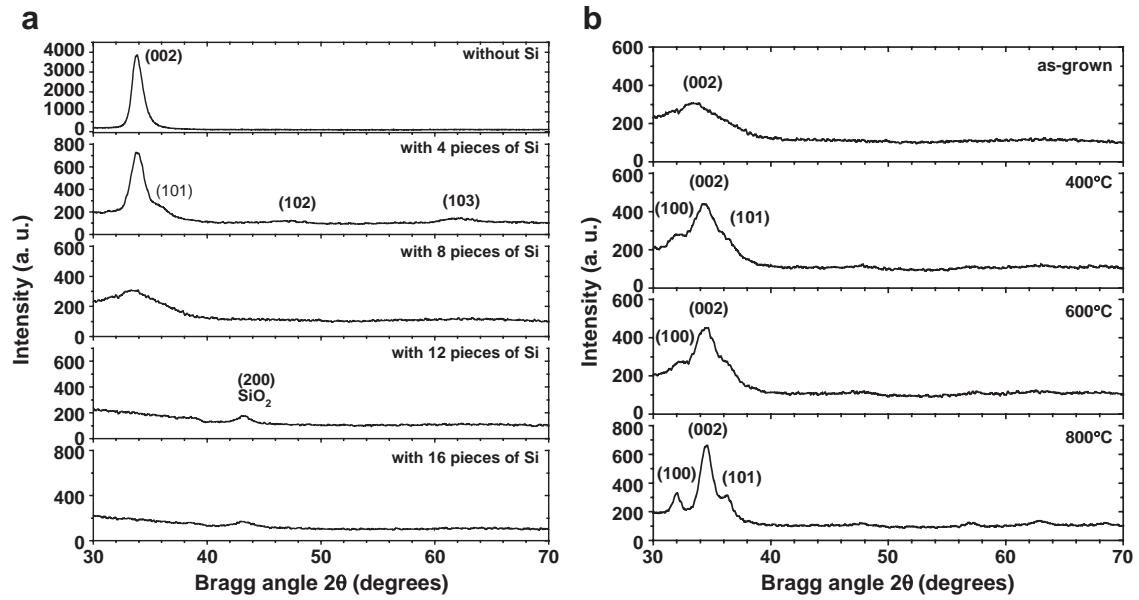 a
4000
3000
2000
1000
0
(002)
without Si
800
600
400
200
0
with 4 pieces of Si
(101)
(102)
(103)
600
400
200
0
with 8 pieces of Si
600
400
200
0
with 12 pieces of Si
(200)
SiO2
800
400
0
with 16 pieces of Si
30 40 50 60 70
Bragg angle 2θ (degrees)
Intensity (a. u.)
b
600
400
200
0
as-grown
(002)
600
400
200
0
400°C
(002)
(100)
(101)
600
400
200
0
600°C
(002)
(100)
800
600
400
200
0
800°C
(002)
(100)
(101)
30 40 50 60 70
Bragg angle 2θ (degrees)
Intensity (a. u.)